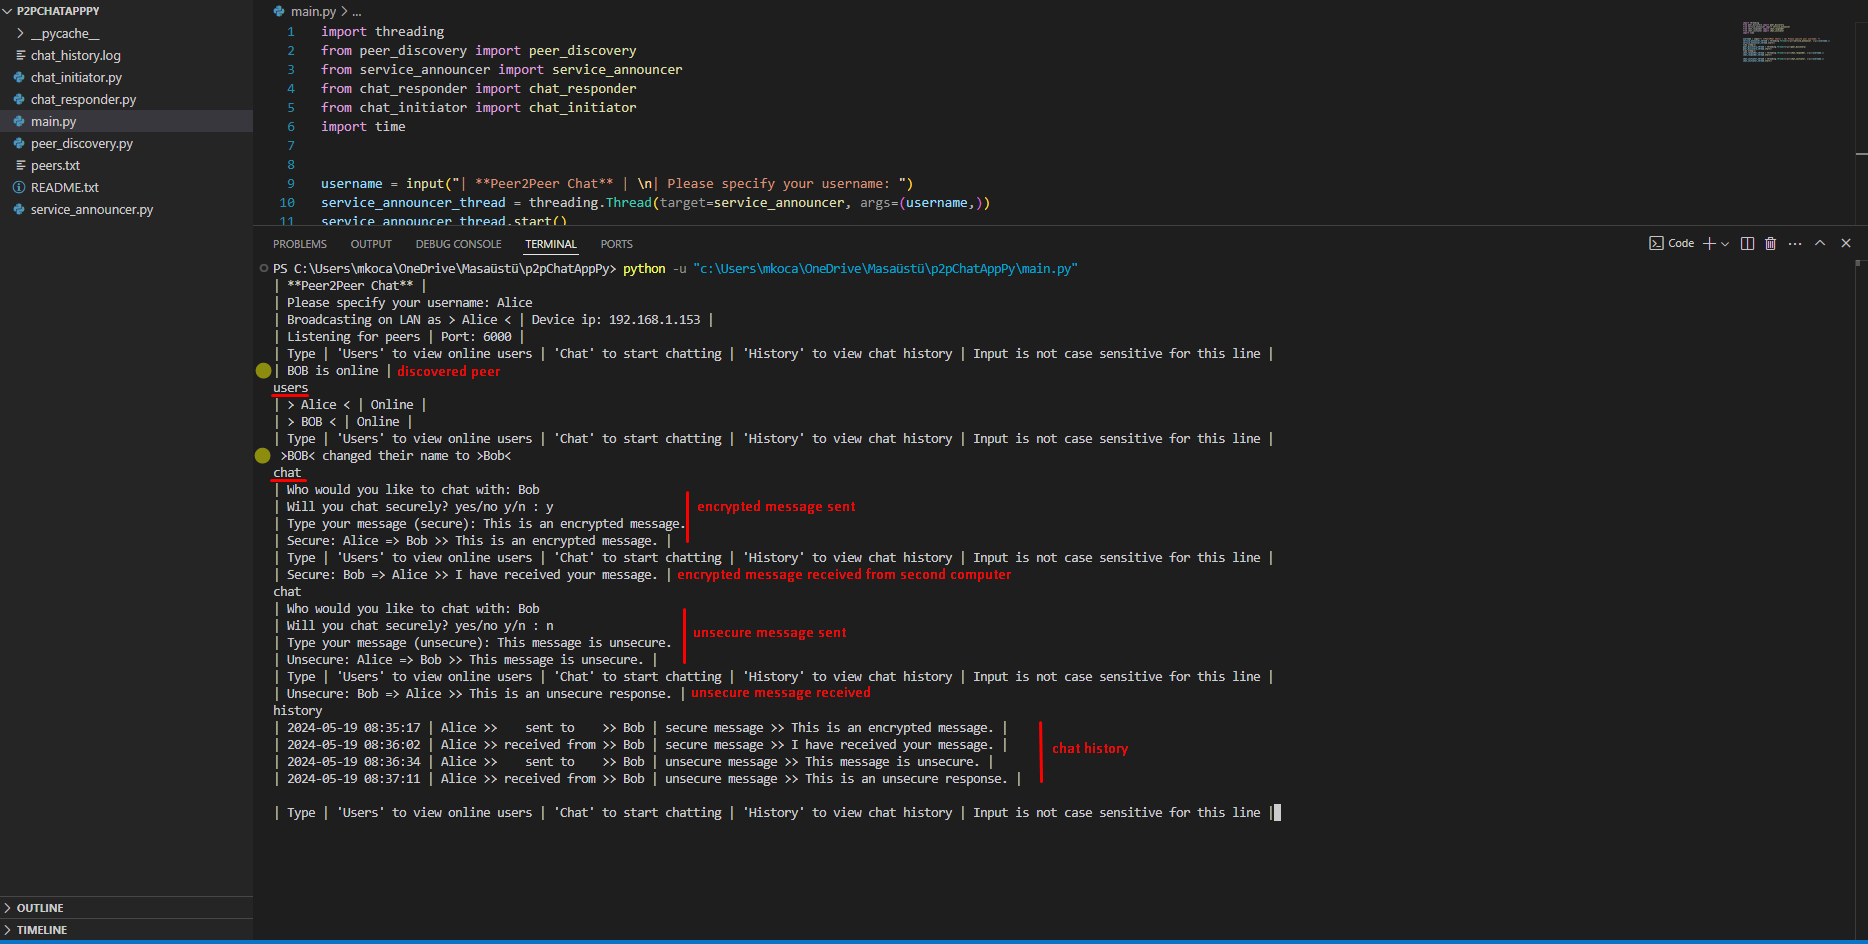 P2PCHATAPPPY
__pycache__
chat_history.log
chat_initiator.py
chat_responder.py
main.py
peer_discovery.py
peers.txt
README.txt
service_announcer.py
OUTLINE
TIMELINE
main.py > ...
1 import threading
2 from peer_discovery import peer_discovery
3 from service_announcer import service_announcer
4 from chat_responder import chat_responder
5 from chat_initiator import chat_initiator
6 import time
7
8
9 username = input("| **Peer2Peer Chat** | \n| Please specify your username: ")
10 service_announcer_thread = threading.Thread(target=service_announcer, args=(username,))
11 service_announcer_thread.start()
PROBLEMS OUTPUT DEBUG CONSOLE TERMINAL PORTS
Code
PS C:\Users\mkoca\OneDrive\Masaüstü\p2pChatAppPy> python -u "c:\Users\mkoca\OneDrive\Masaüstü\p2pChatAppPy\main.py"
| **Peer2Peer Chat** |
| Please specify your username: Alice
| Broadcasting on LAN as > Alice < | Device ip: 192.168.1.153 |
| Listening for peers | Port: 6000 |
| Type | 'Users' to view online users | 'Chat' to start chatting | 'History' to view chat history | Input is not case sensitive for this line |
| BOB is online | discovered peer
users
| > Alice < | Online |
| > BOB < | Online |
| Type | 'Users' to view online users | 'Chat' to start chatting | 'History' to view chat history | Input is not case sensitive for this line |
>BOB< changed their name to >Bob<
chat
| Who would you like to chat with: Bob
| Will you chat securely? yes/no y/n : y
encrypted message sent
| Type your message (secure): This is an encrypted message.
| Secure: Alice => Bob >> This is an encrypted message. |
| Type | 'Users' to view online users | 'Chat' to start chatting | 'History' to view chat history | Input is not case sensitive for this line |
| Secure: Bob => Alice >> I have received your message. | encrypted message received from second computer
chat
| Who would you like to chat with: Bob
| Will you chat securely? yes/no y/n : n
unsecure message sent
| Type your message (unsecure): This message is unsecure.
| Unsecure: Alice => Bob >> This message is unsecure. |
| Type | 'Users' to view online users | 'Chat' to start chatting | 'History' to view chat history | Input is not case sensitive for this line |
| Unsecure: Bob => Alice >> This is an unsecure response. | unsecure message received
history
| 2024-05-19 08:35:17 | Alice >> sent to >> Bob | secure message >> This is an encrypted message. |
| 2024-05-19 08:36:02 | Alice >> received from >> Bob | secure message >> I have received your message. |
chat history
| 2024-05-19 08:36:34 | Alice >> sent to >> Bob | unsecure message >> This message is unsecure. |
| 2024-05-19 08:37:11 | Alice >> received from >> Bob | unsecure message >> This is an unsecure response. |
| Type | 'Users' to view online users | 'Chat' to start chatting | 'History' to view chat history | Input is not case sensitive for this line |